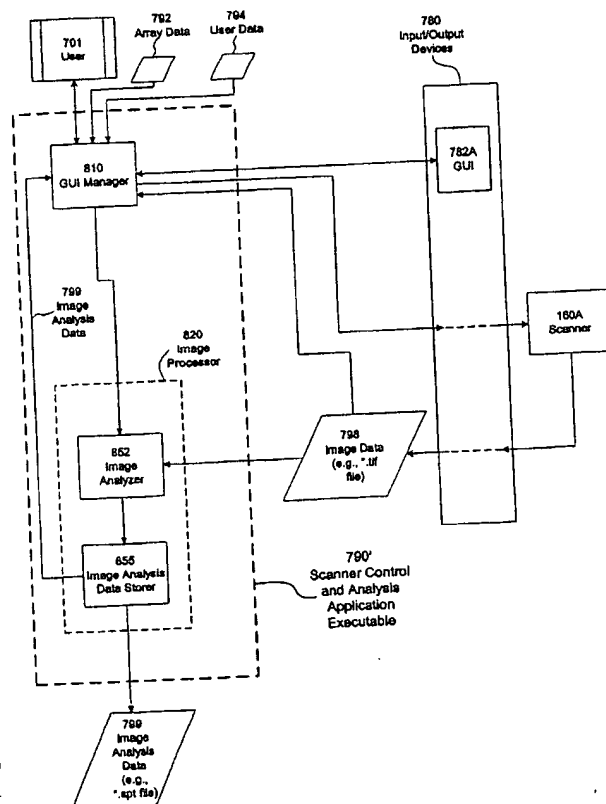 792
Array Data
794
User Data
701
User
780
Input/Output
Devices
810
GUI Manager
782A
GUI
799
Image
Analysis
Data
820
Image
Processor
160A
Scanner
852
Image
Analyzer
798
Image Data
(e.g., *.tif
file)
855
Image Analysis
Data Storer
790'
Scanner Control
and Analysis
Application
Executable
799
Image
Analysis
Data
(e.g.,
*.spt file)